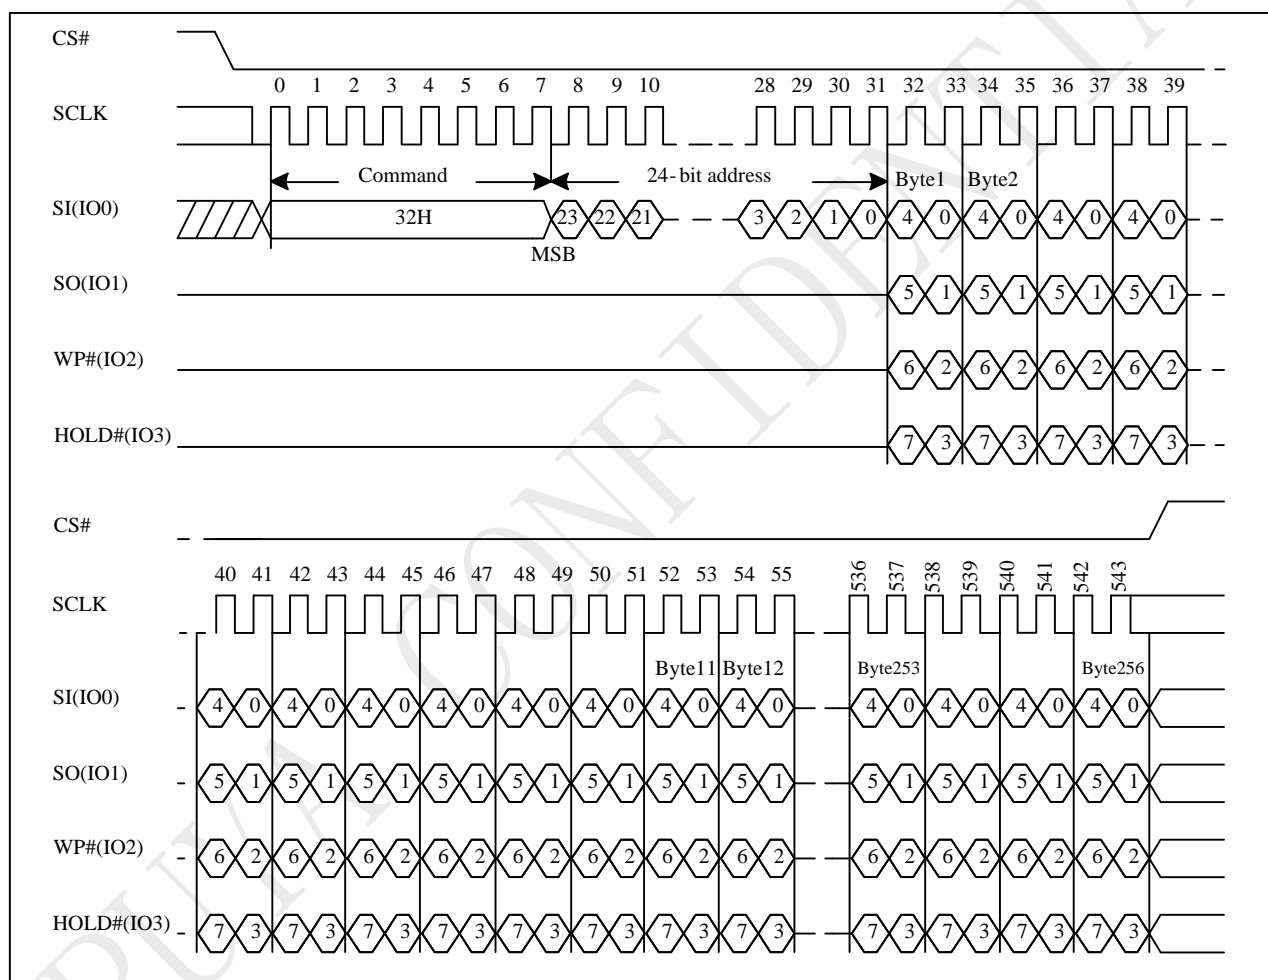 CS#
0 1 2 3 4 5 6 7 8 9 10 28 29 30 31 32 33 34 35 36 37 38 39
SCLK
Command 24-bit address Byte1 Byte2
SI(IO0) 32H 23 22 21 3 2 1 0 4 0 4 0 4 0 4 0
MSB
SO(IO1) 5 1 5 1 5 1 5 1
WP#(IO2) 6 2 6 2 6 2 6 2
HOLD#(IO3) 7 3 7 3 7 3 7 3
CS#
40 41 42 43 44 45 46 47 48 49 50 51 52 53 54 55 536 537 538 539 540 541 542 543
SCLK
Byte11 Byte12 Byte253 Byte256
SI(IO0) 4 0 4 0 4 0 4 0 4 0 4 0 4 0 4 0 4 0 4 0 4 0 4 0
SO(IO1) 5 1 5 1 5 1 5 1 5 1 5 1 5 1 5 1 5 1 5 1 5 1 5 1
WP#(IO2) 6 2 6 2 6 2 6 2 6 2 6 2 6 2 6 2 6 2 6 2 6 2 6 2
HOLD#(IO3) 7 3 7 3 7 3 7 3 7 3 7 3 7 3 7 3 7 3 7 3 7 3 7 3
PUYA CONFIDENTIA